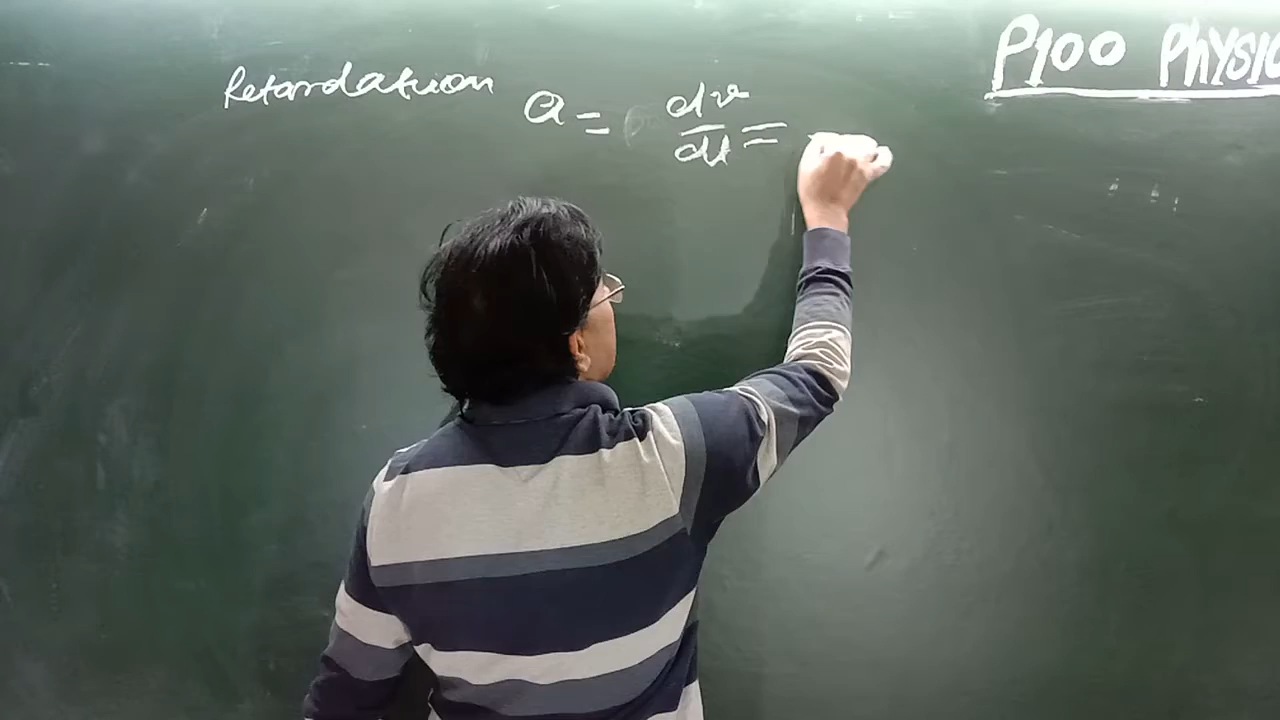 P100 Physic
Retardation a = dv/dt =